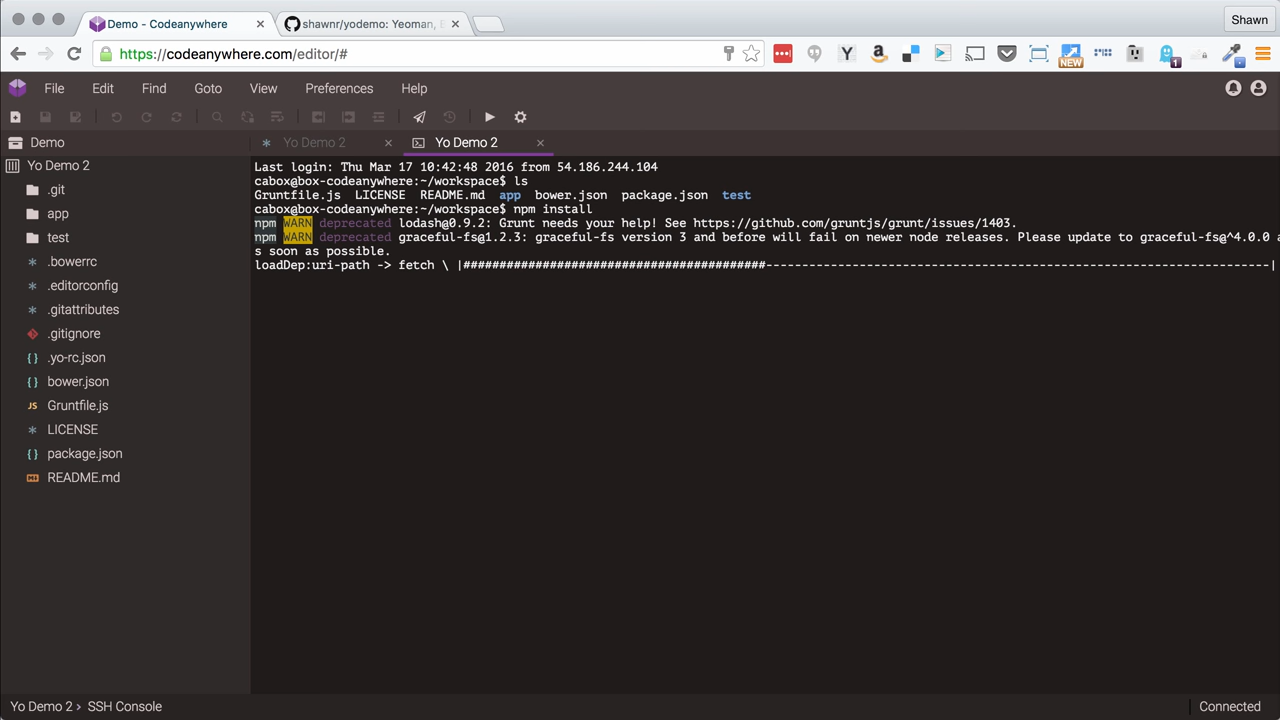 Demo - Codeanywhere
shawnr/yodemo: Yeoman,
Shawn
https://codeanywhere.com/editor/#
NEW
1
File Edit Find Goto View Preferences Help
Demo
Yo Demo 2
Yo Demo 2
Yo Demo 2
.git
app
test
.bowerrc
.editorconfig
.gitattributes
.gitignore
.yo-rc.json
bower.json
JS Gruntfile.js
LICENSE
package.json
README.md
Last login: Thu Mar 17 10:42:48 2016 from 54.186.244.104
cabox@box-codeanywhere:~/workspace$ ls
Gruntfile.js LICENSE README.md app bower.json package.json test
cabox@box-codeanywhere:~/workspace$ npm install
npm WARN deprecated lodash@0.9.2: Grunt needs your help! See https://github.com/gruntjs/grunt/issues/1403.
npm WARN deprecated graceful-fs@1.2.3: graceful-fs version 3 and before will fail on newer node releases. Please update to graceful-fs@^4.0.0 a
s soon as possible.
loadDep:uri-path -> fetch \ |##########################################----------------------------------------------------------------------|
Yo Demo 2 › SSH Console
Connected